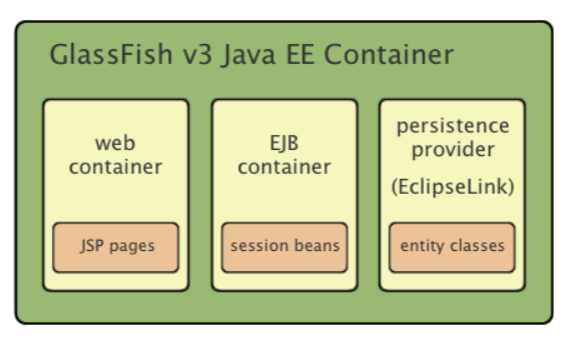 GlassFish v3 Java EE Container
web
container
JSP pages
EJB
container
session beans
persistence
provider
(EclipseLink)
entity classes